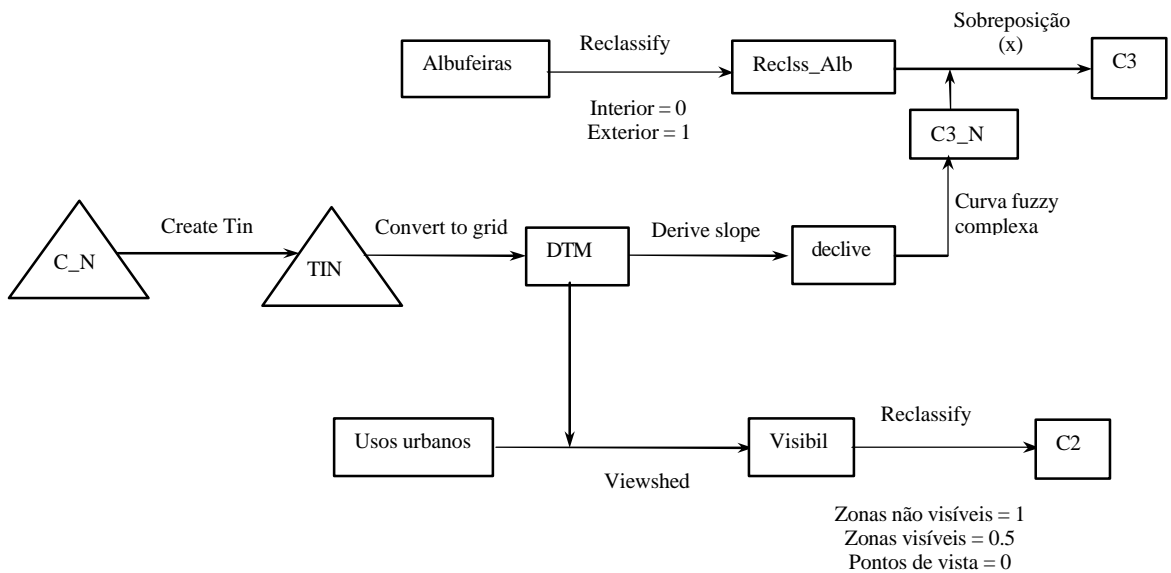 Sobreposição
(x)
Reclassify
Albufeiras
Reclss_Alb
C3
Interior = 0
Exterior = 1
C3_N
Create Tin
Convert to grid
Derive slope
Curva fuzzy
complexa
C_N
TIN
DTM
declive
Reclassify
Usos urbanos
Visibil
C2
Viewshed
Zonas não visíveis = 1
Zonas visíveis = 0.5
Pontos de vista = 0